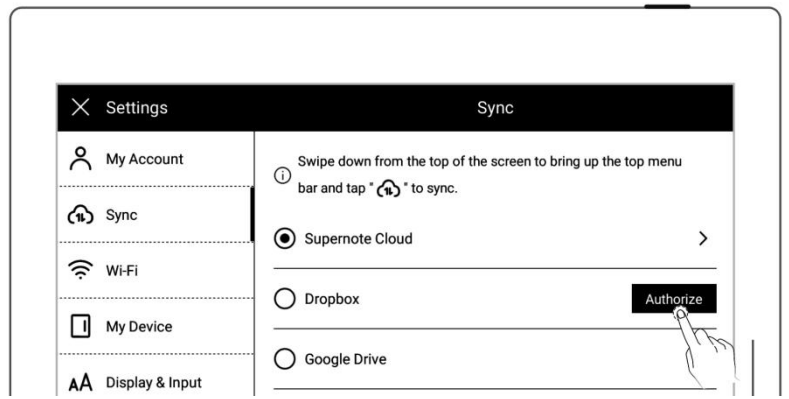 Settings
Sync
My Account
Sync
Wi-Fi
My Device
AA Display & Input
Swipe down from the top of the screen to bring up the top menu
bar and tap " " to sync.
Supernote Cloud
Dropbox
Authorize
Google Drive